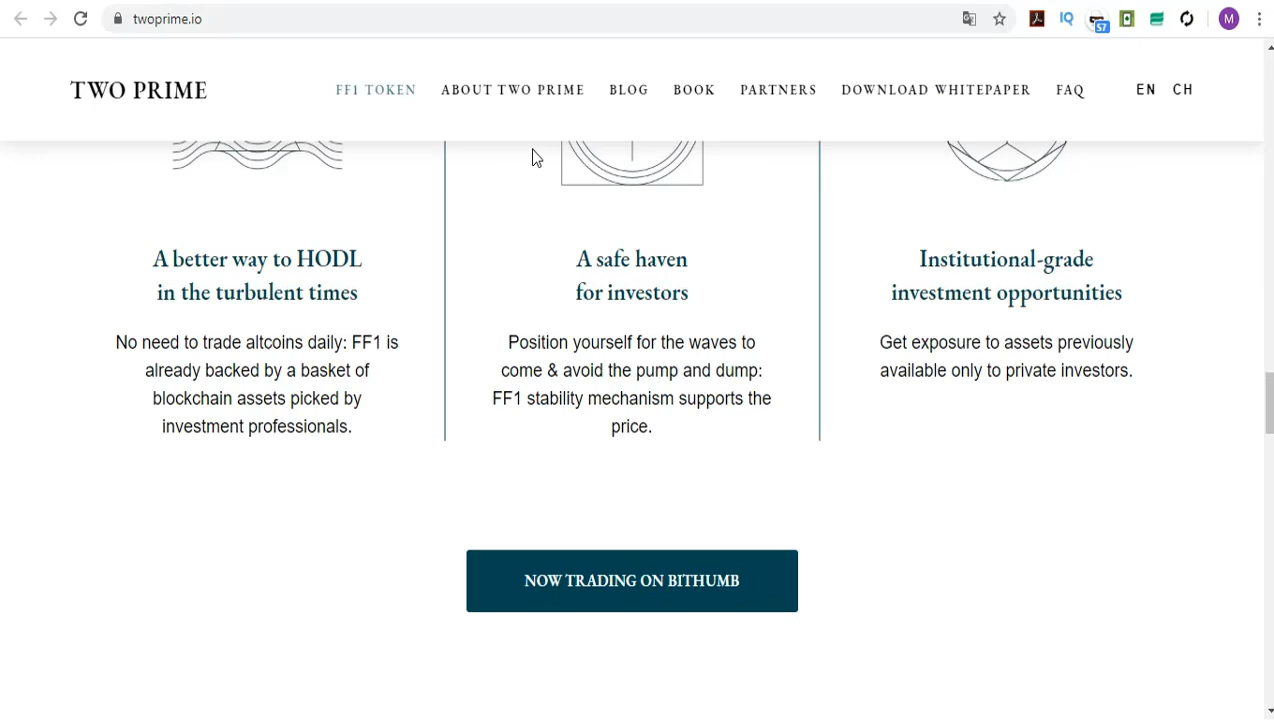 twoprime.io
57
M
TWO PRIME
FF1 TOKEN ABOUT TWO PRIME BLOG BOOK PARTNERS DOWNLOAD WHITEPAPER FAQ EN CH
A better way to HODL
in the turbulent times
No need to trade altcoins daily: FF1 is
already backed by a basket of
blockchain assets picked by
investment professionals.
A safe haven
for investors
Position yourself for the waves to
come & avoid the pump and dump:
FF1 stability mechanism supports the
price.
Institutional-grade
investment opportunities
Get exposure to assets previously
available only to private investors.
NOW TRADING ON BITHUMB